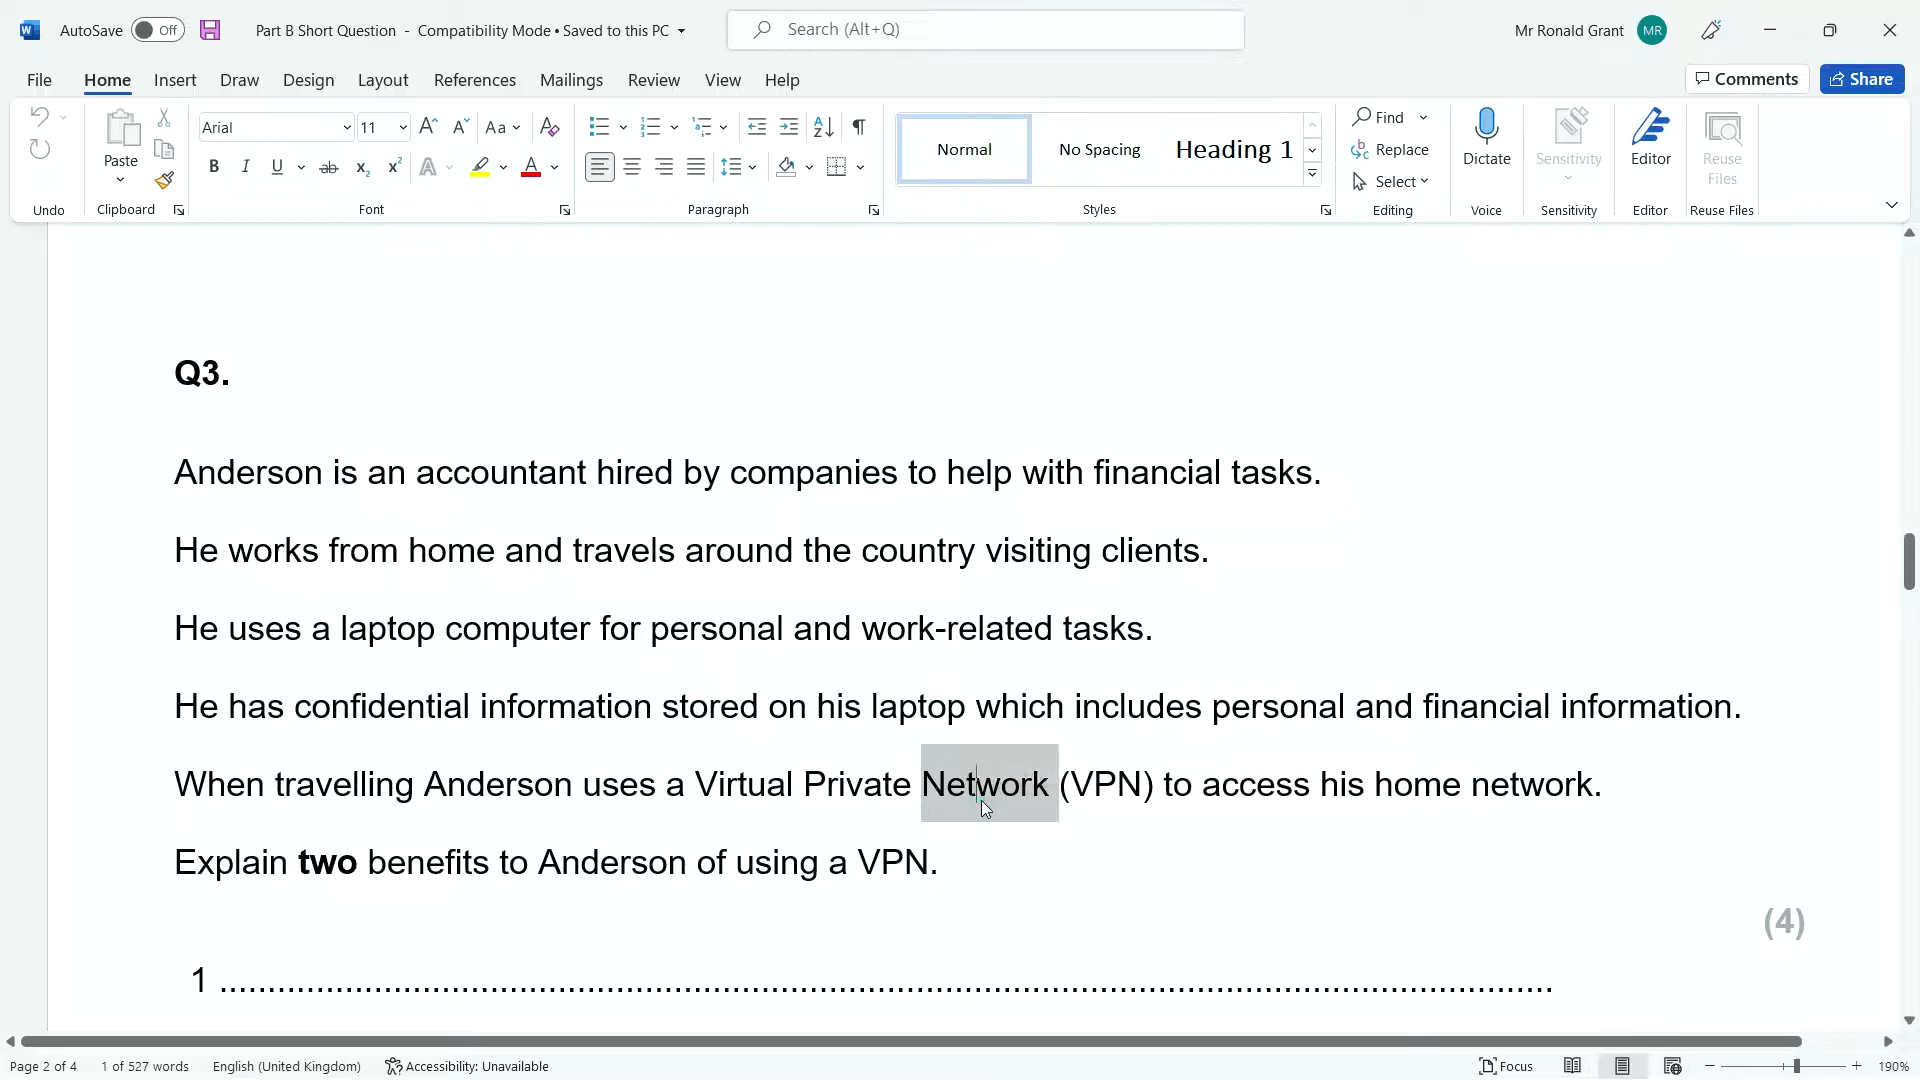 AutoSave Off Part B Short Question - Compatibility Mode • Saved to this PC Search (Alt+Q) Mr Ronald Grant MR
File Home Insert Draw Design Layout References Mailings Review View Help Comments Share
Arial 11 Aa
Paste
Normal No Spacing Heading 1
Find
Replace
Select
Dictate
Sensitivity
Editor
Reuse
Files
Undo Clipboard Font Paragraph Styles Editing Voice Sensitivity Editor Reuse Files
Q3.
Anderson is an accountant hired by companies to help with financial tasks.
He works from home and travels around the country visiting clients.
He uses a laptop computer for personal and work-related tasks.
He has confidential information stored on his laptop which includes personal and financial information.
When travelling Anderson uses a Virtual Private Network (VPN) to access his home network.
Explain two benefits to Anderson of using a VPN.
(4)
1 ....................................................................................................................................
Page 2 of 4 1 of 527 words English (United Kingdom) Accessibility: Unavailable Focus 190%